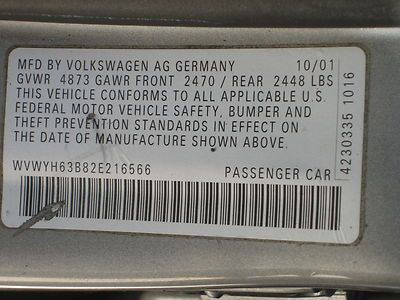 MFD BY VOLKSWAGEN AG GERMANY 10/01
GVWR 4873 GAWR FRONT 2470 / REAR 2448 LBS
THIS VEHICLE CONFORMS TO ALL APPLICABLE U.S.
FEDERAL MOTOR VEHICLE SAFETY, BUMPER AND
THEFT PREVENTION STANDARDS IN EFFECT ON
THE DATE OF MANUFACTURE SHOWN ABOVE.
WVWYH63B82E216566 PASSENGER CAR
4230335 1016